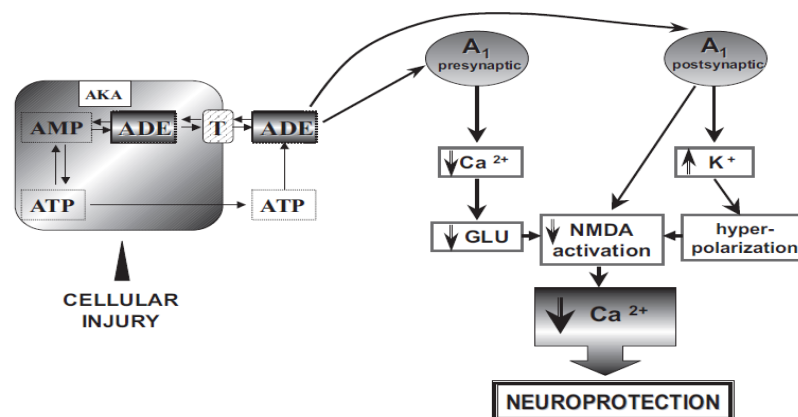 A1
presynaptic
A1
postsynaptic
AKA
AMP
ADE
T
ADE
Ca 2+
K +
ATP
ATP
GLU
NMDA
activation
hyper-
polarization
CELLULAR
INJURY
Ca 2+
NEUROPROTECTION